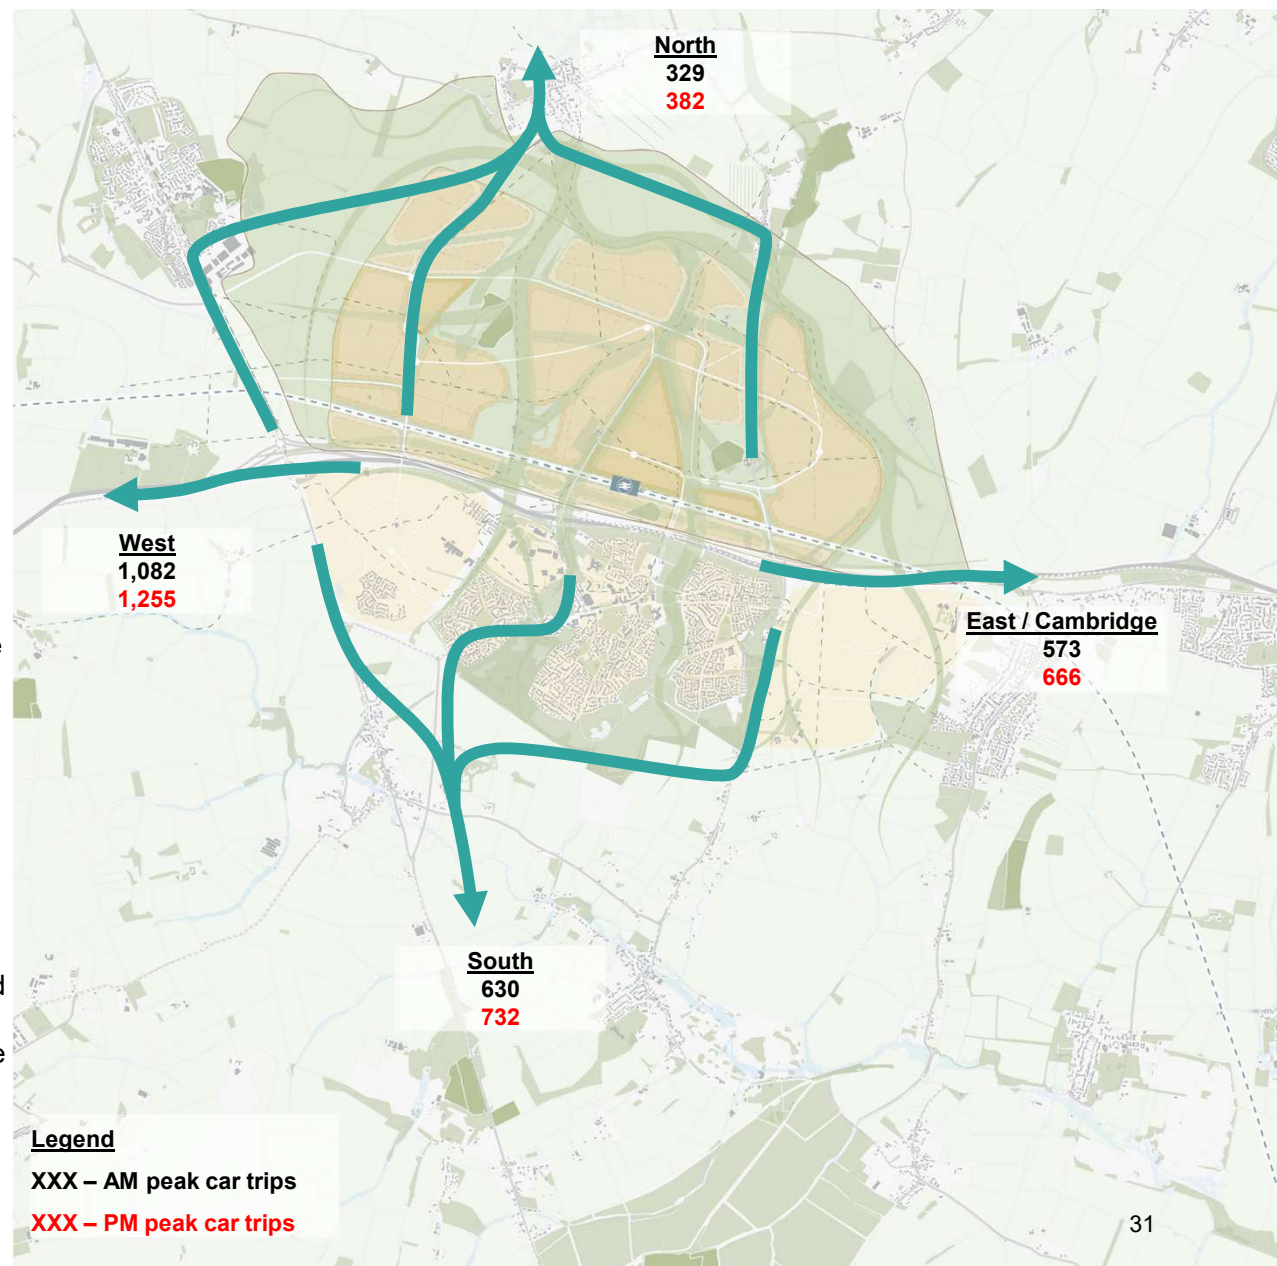 North
329
382
West
1,082
1,255
East / Cambridge
573
666
South
630
732
Legend
XXX – AM peak car trips
XXX – PM peak car trips
31